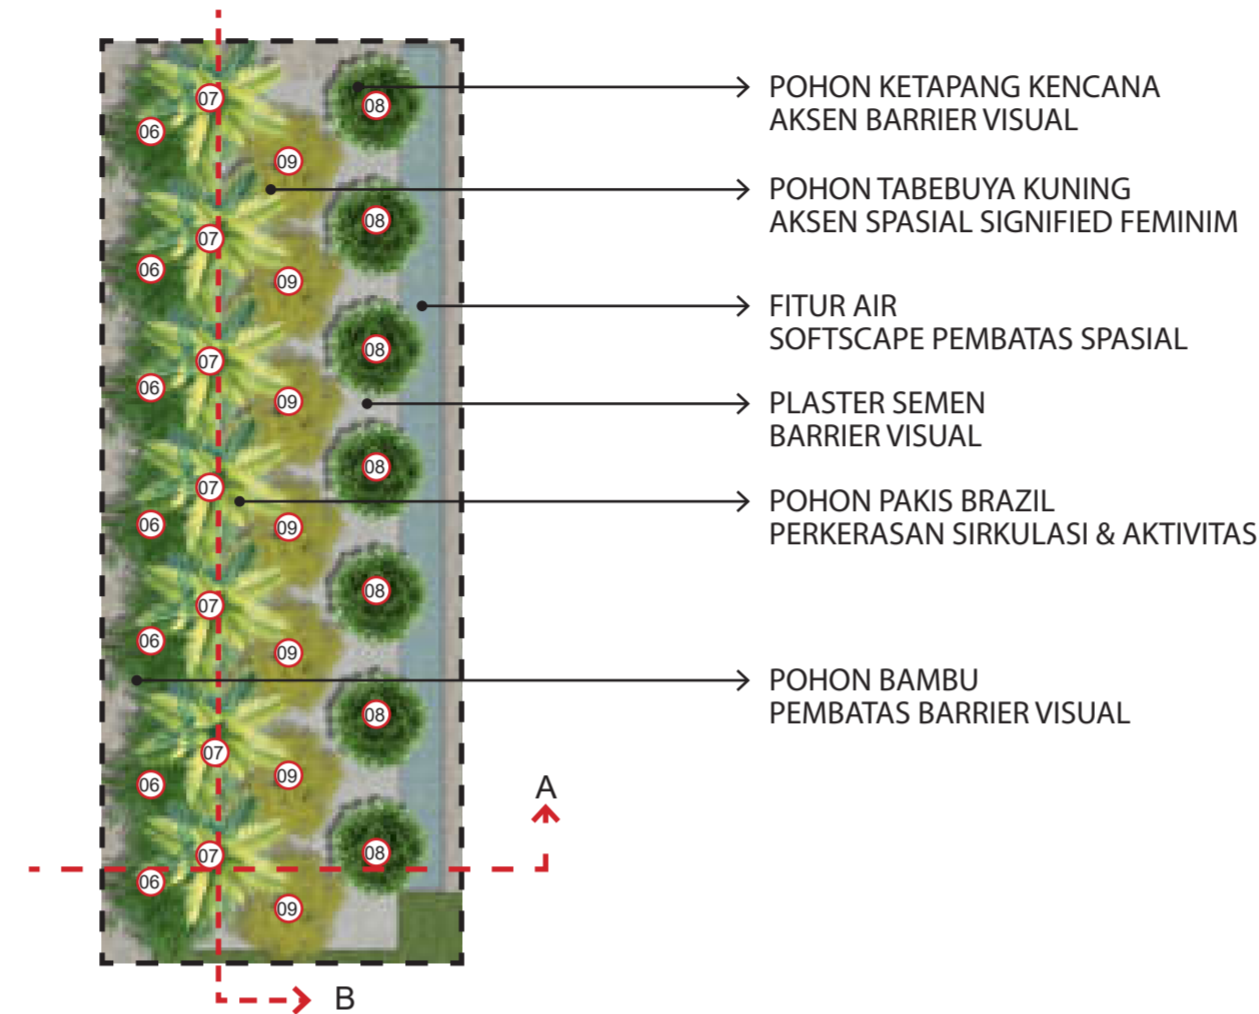 07
08
POHON KETAPANG KENCANA
AKSEN BARRIER VISUAL
06
09
POHON TABEBUYA KUNING
AKSEN SPASIAL SIGNIFIED FEMINIM
08
07
06
09
FITUR AIR
SOFTSCAPE PEMBATAS SPASIAL
08
07
06
09
PLASTER SEMEN
BARRIER VISUAL
08
07
06
09
POHON PAKIS BRAZIL
PERKERASAN SIRKULASI & AKTIVITAS
08
07
06
09
POHON BAMBU
PEMBATAS BARRIER VISUAL
08
07
06
09
A
08
07
06
09
B